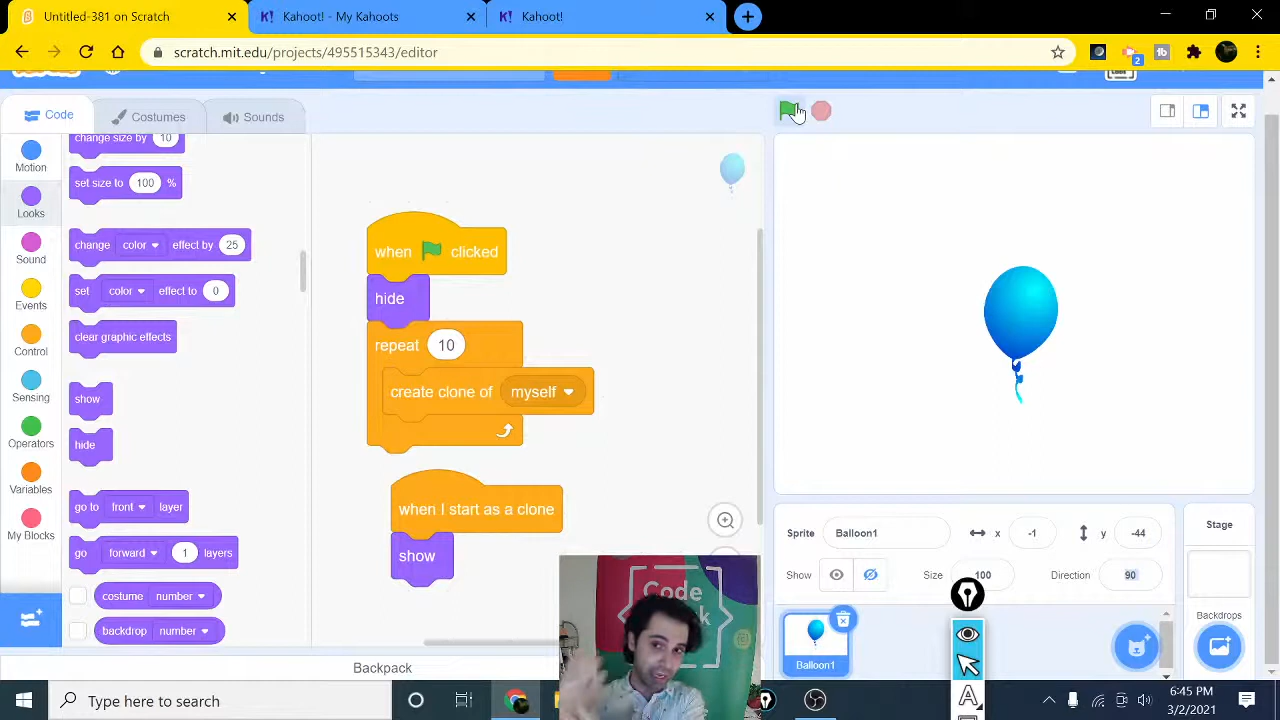 Untitled-381 on Scratch
Kahoot! - My Kahoots
Kahoot!
scratch.mit.edu/projects/495515343/editor
2
Code
Costumes
Sounds
Motion
Looks
Sound
Events
Control
Sensing
Operators
Variables
My Blocks
change size by 10
set size to 100 %
change color effect by 25
set color effect to 0
clear graphic effects
show
hide
go to front layer
go forward 1 layers
costume number
backdrop number
when clicked
hide
repeat 10
create clone of myself
when I start as a clone
show
Sprite Balloon1 x -1 y -44
Show Size 100 Direction 90
Balloon1
Stage
Backdrops
Backpack
Code
A
Type here to search
6:45 PM
3/2/2021